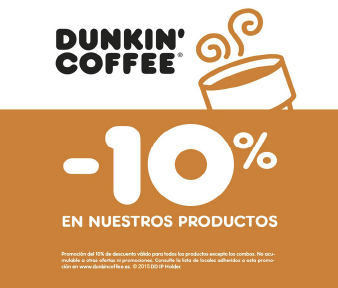 DUNKIN'
COFFEE®
-10%
EN NUESTROS PRODUCTOS
Promoción del 10% de descuento válido para todos los productos excepto los combos. No acu-
mulable a otras ofertas ni promociones. Consulte la lista de locales adheridos a esta promo-
ción en www.dunkincoffee.es. © 2015 DD IP Holder